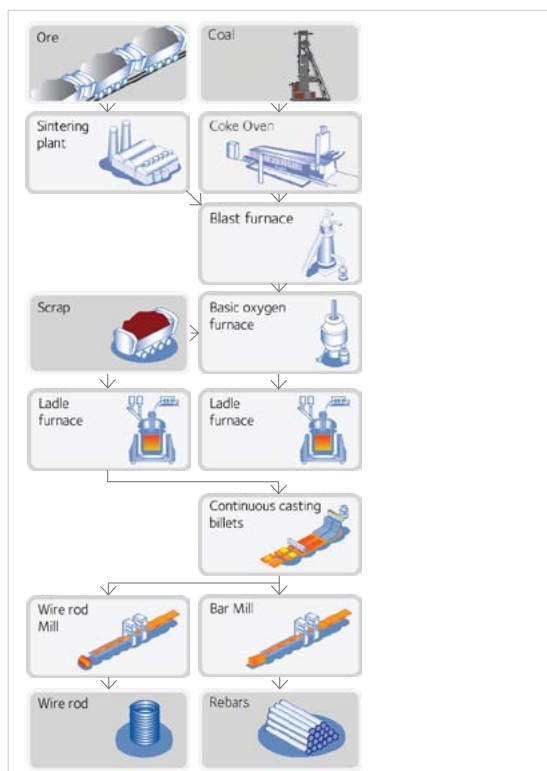 Ore
Coal
Sintering
plant
Coke Oven
Blast furnace
Scrap
Basic oxygen
furnace
Ladle
furnace
Ladle
furnace
Continuous casting
billets
Wire rod
Mill
Bar Mill
Wire rod
Rebars